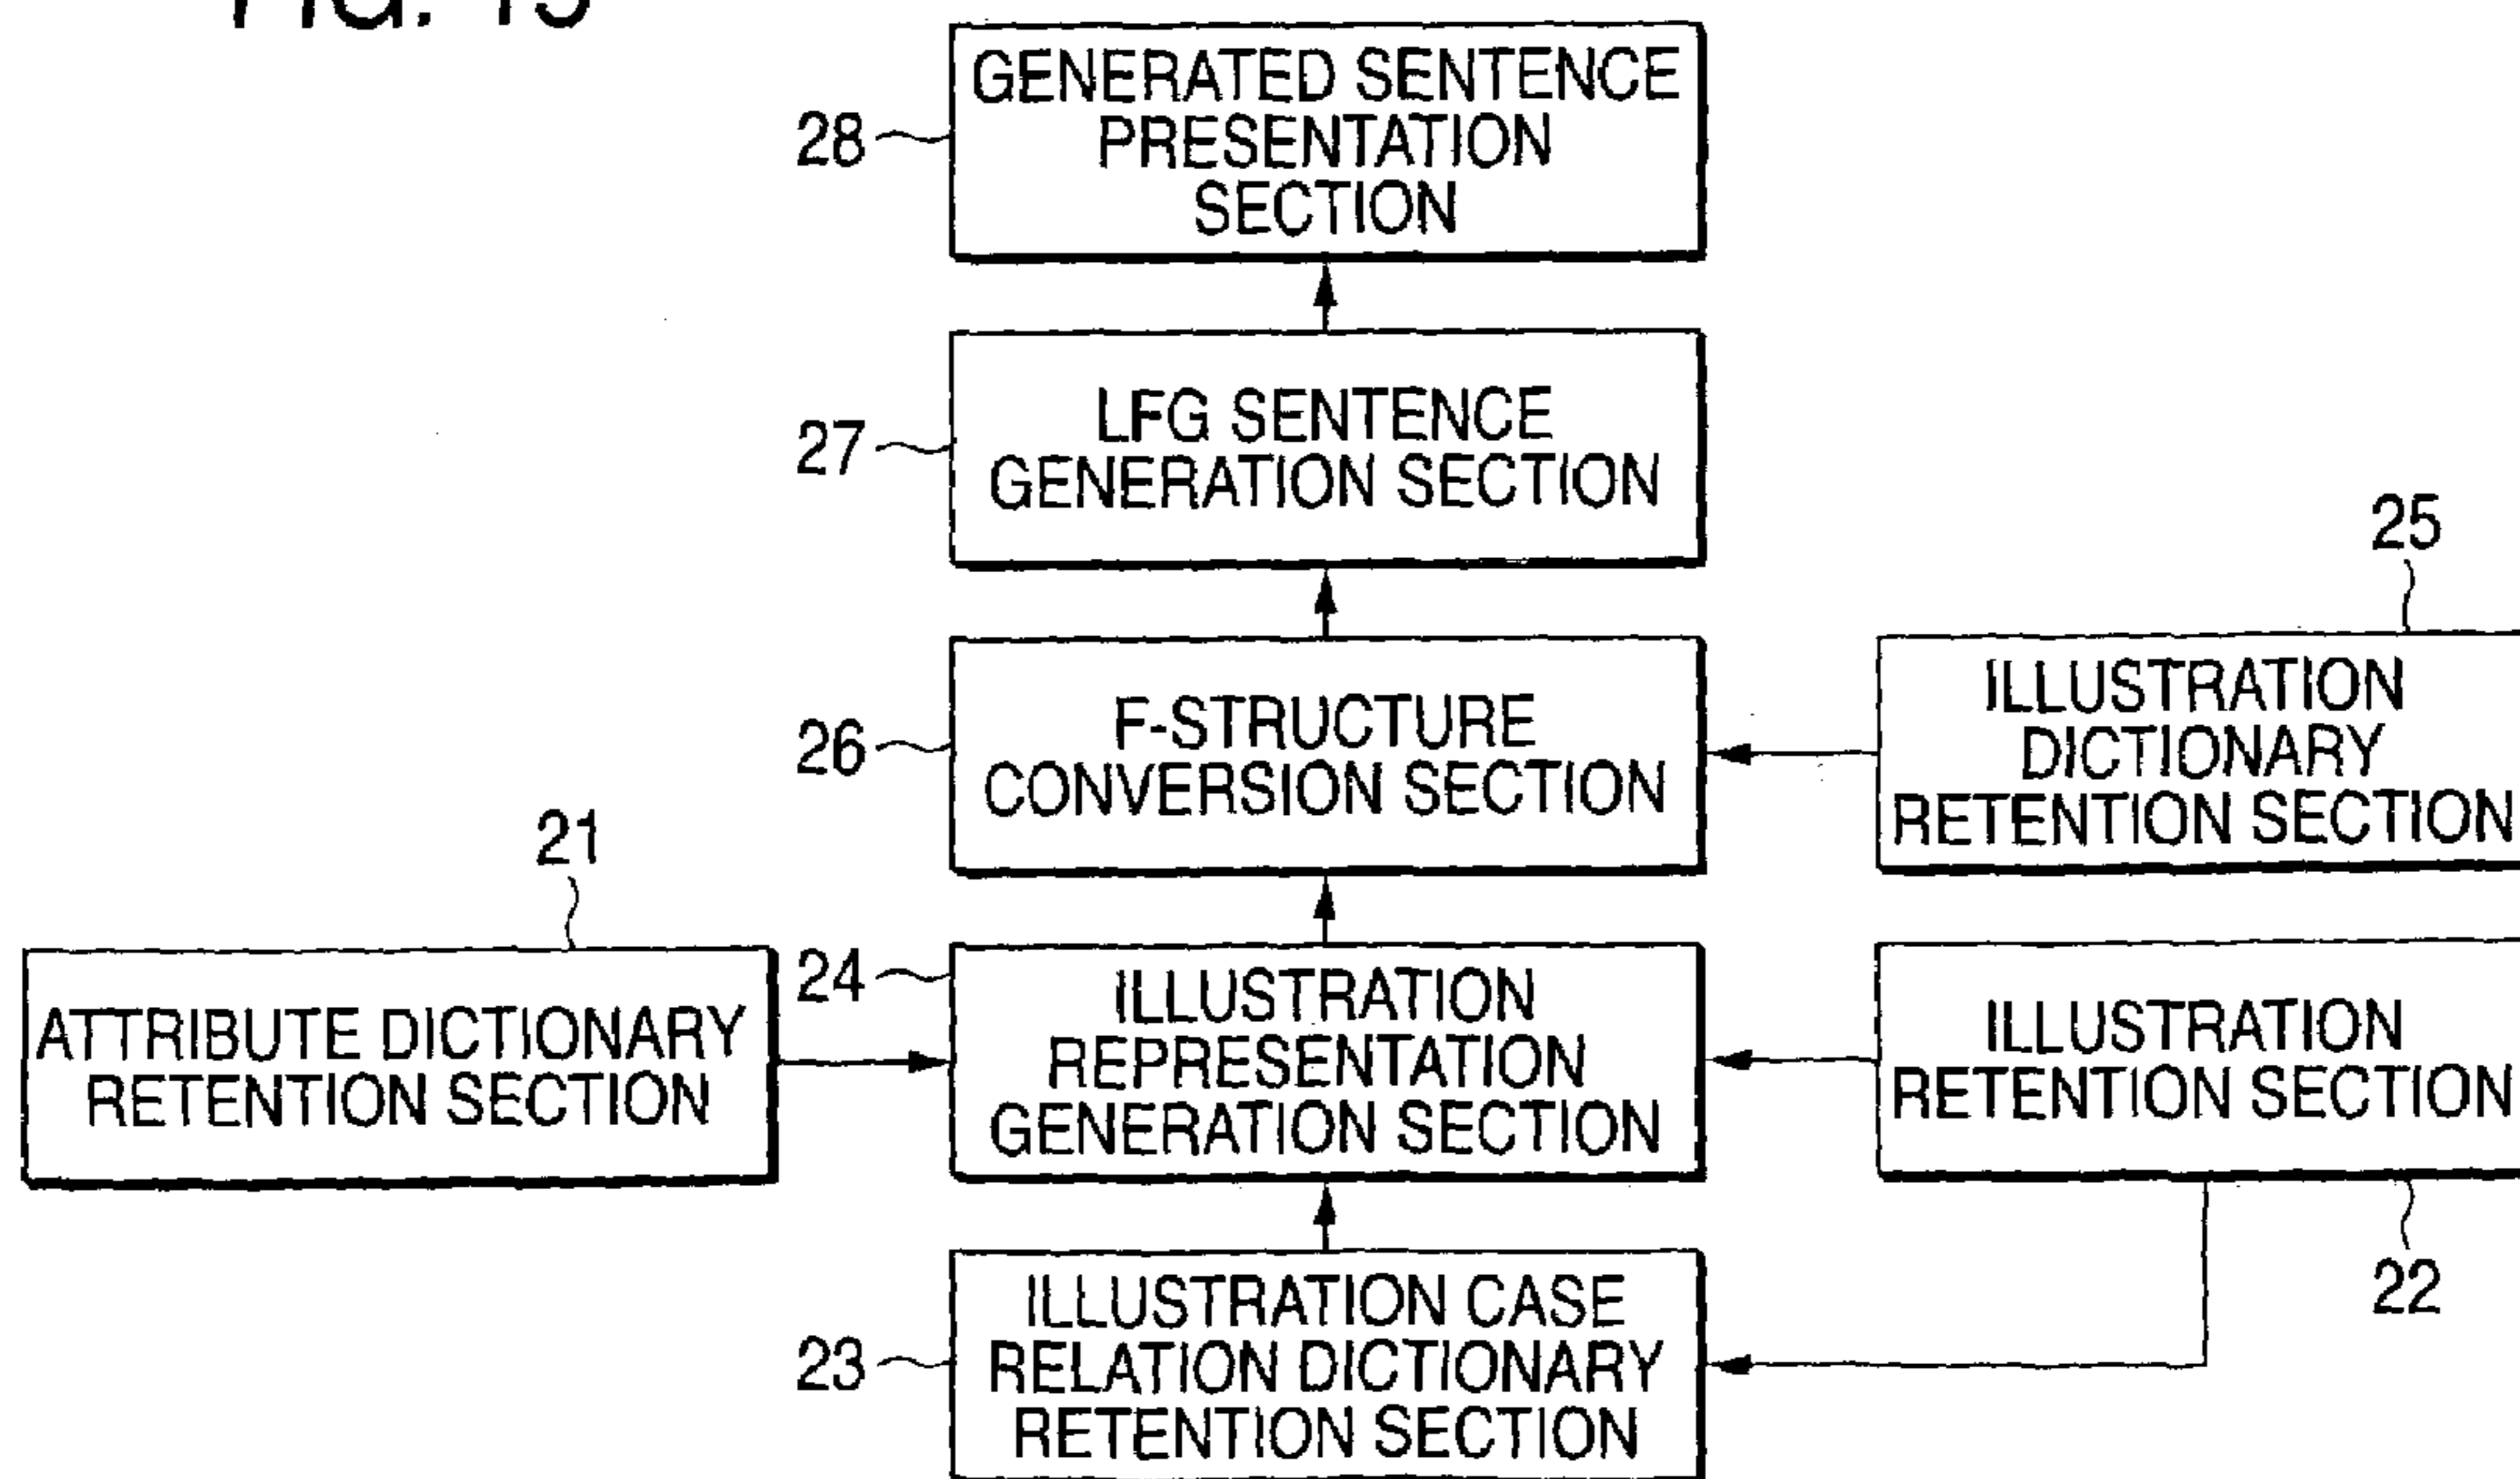 FIG. 15
GENERATED SENTENCE
PRESENTATION
SECTION
28
LFG SENTENCE
GENERATION SECTION
27
25
F-STRUCTURE
CONVERSION SECTION
26
ILLUSTRATION
DICTIONARY
RETENTION SECTION
21
ATTRIBUTE DICTIONARY
RETENTION SECTION
24
ILLUSTRATION
REPRESENTATION
GENERATION SECTION
ILLUSTRATION
RETENTION SECTION
22
23
ILLUSTRATION CASE
RELATION DICTIONARY
RETENTION SECTION